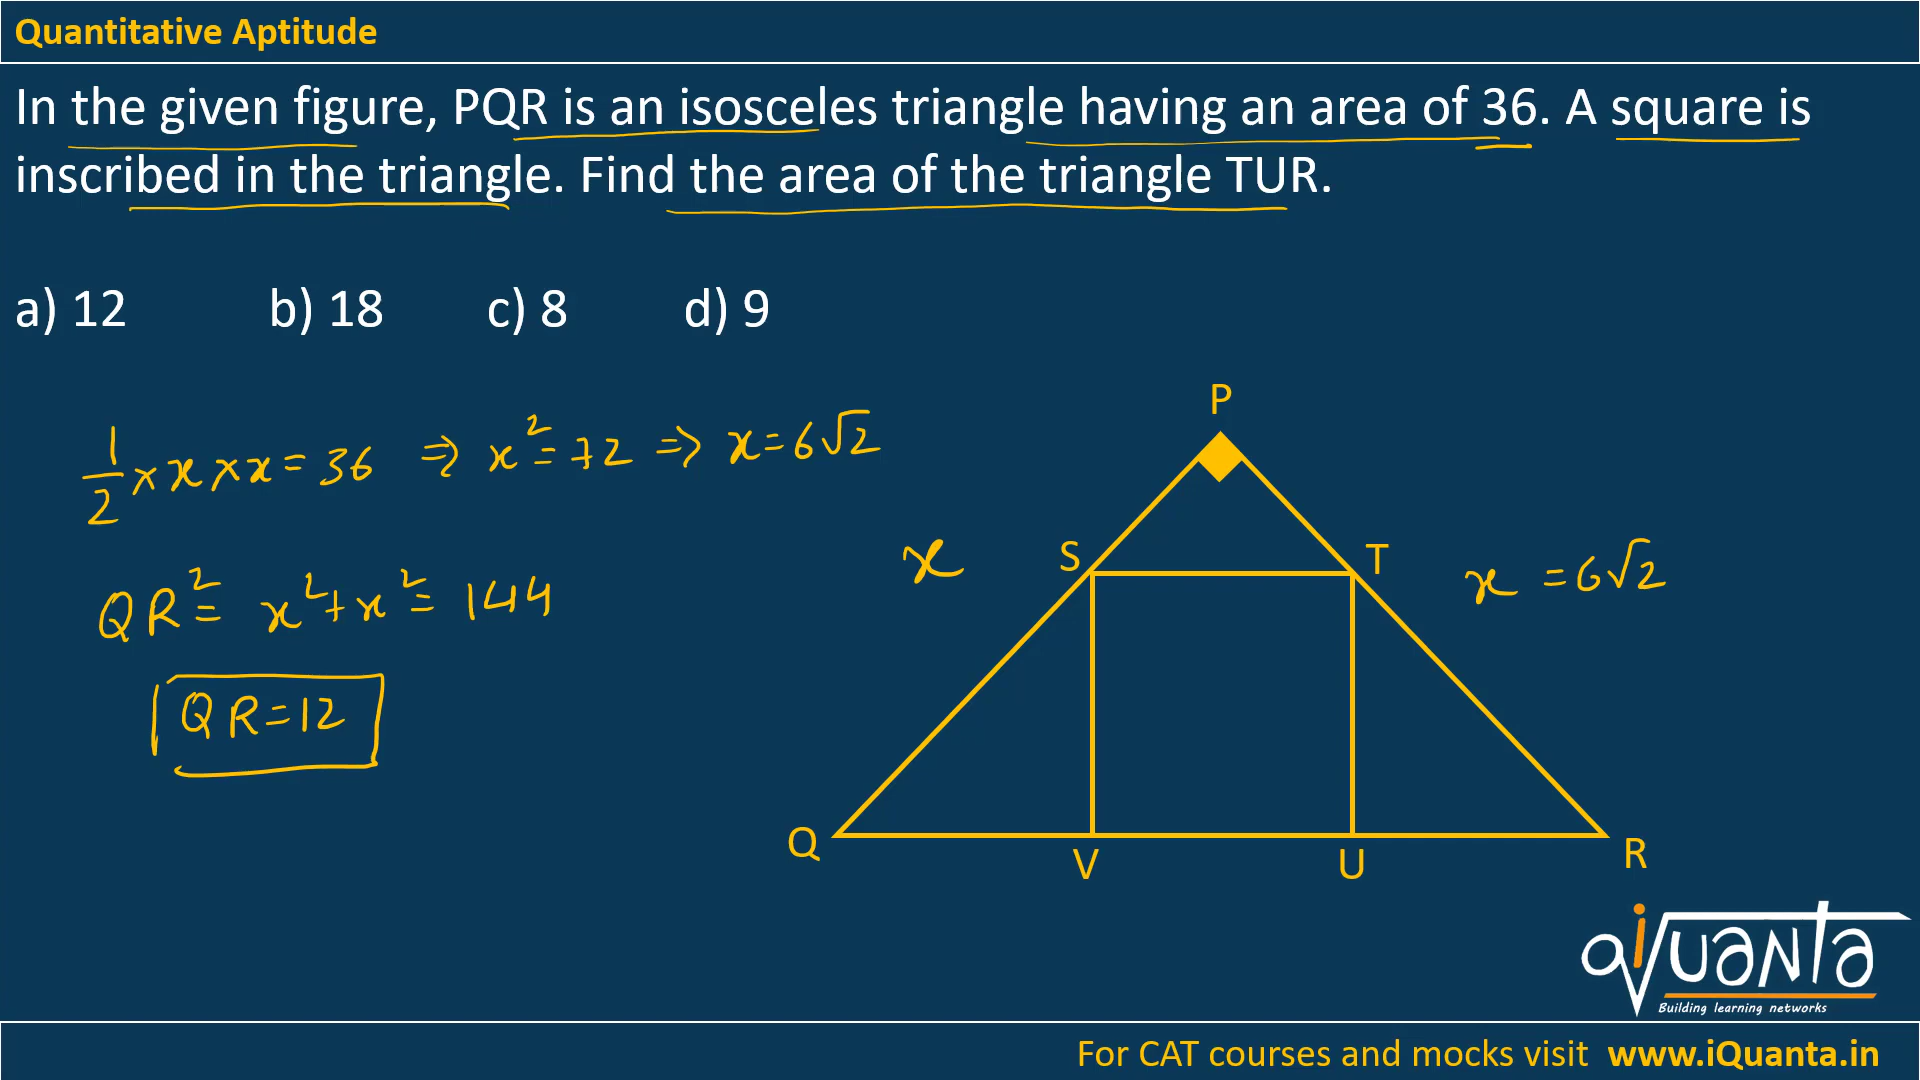 Quantitative Aptitude
In the given figure, PQR is an isosceles triangle having an area of 36. A square is
inscribed in the triangle. Find the area of the triangle TUR.
a) 12 b) 18 c) 8 d) 9
P
1/2 × x × x = 36 ⇒ x² = 72 ⇒ x = 6√2
S T
x x = 6√2
QR² = x² + x² = 144
QR = 12
Q V U R
iQuanta
Building learning networks
For CAT courses and mocks visit www.iQuanta.in